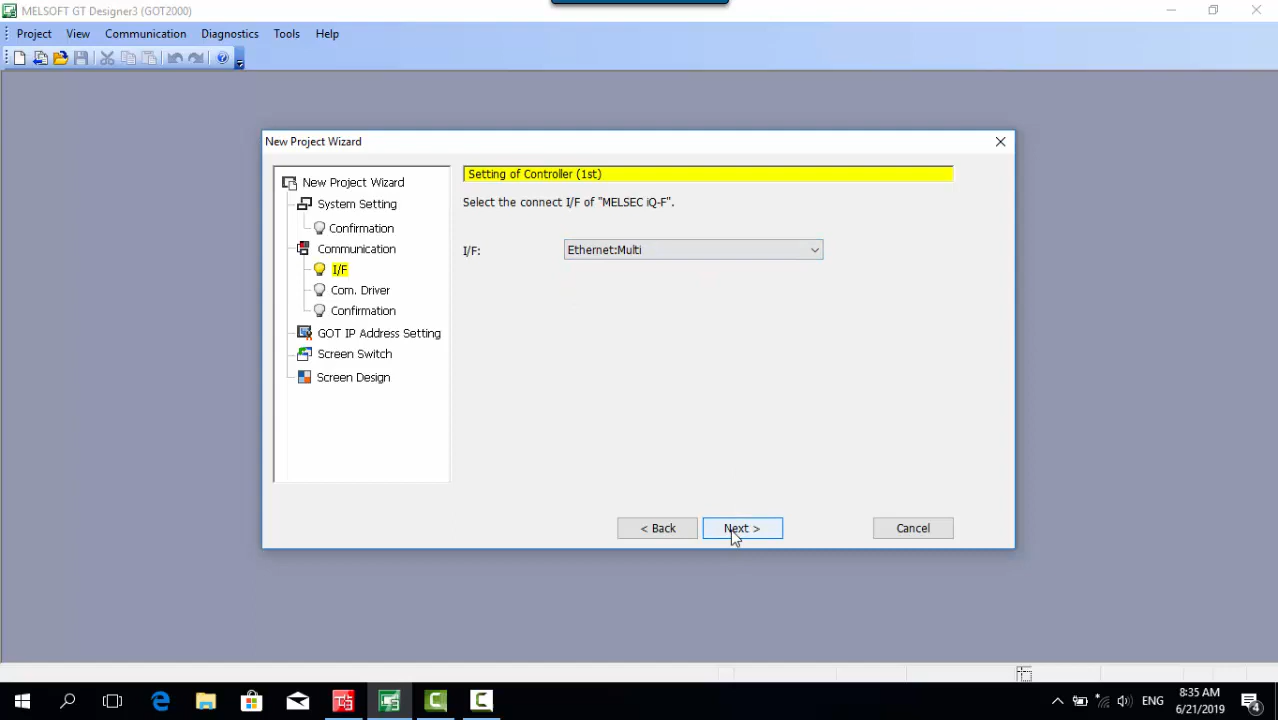 MELSOFT GT Designer3 (GOT2000)
Project View Communication Diagnostics Tools Help
New Project Wizard
New Project Wizard
System Setting
Confirmation
Communication
I/F
Com. Driver
Confirmation
GOT IP Address Setting
Screen Switch
Screen Design
Setting of Controller (1st)
Select the connect I/F of "MELSEC iQ-F".
I/F: Ethernet:Multi
< Back Next > Cancel
ENG
8:35 AM
6/21/2019
4